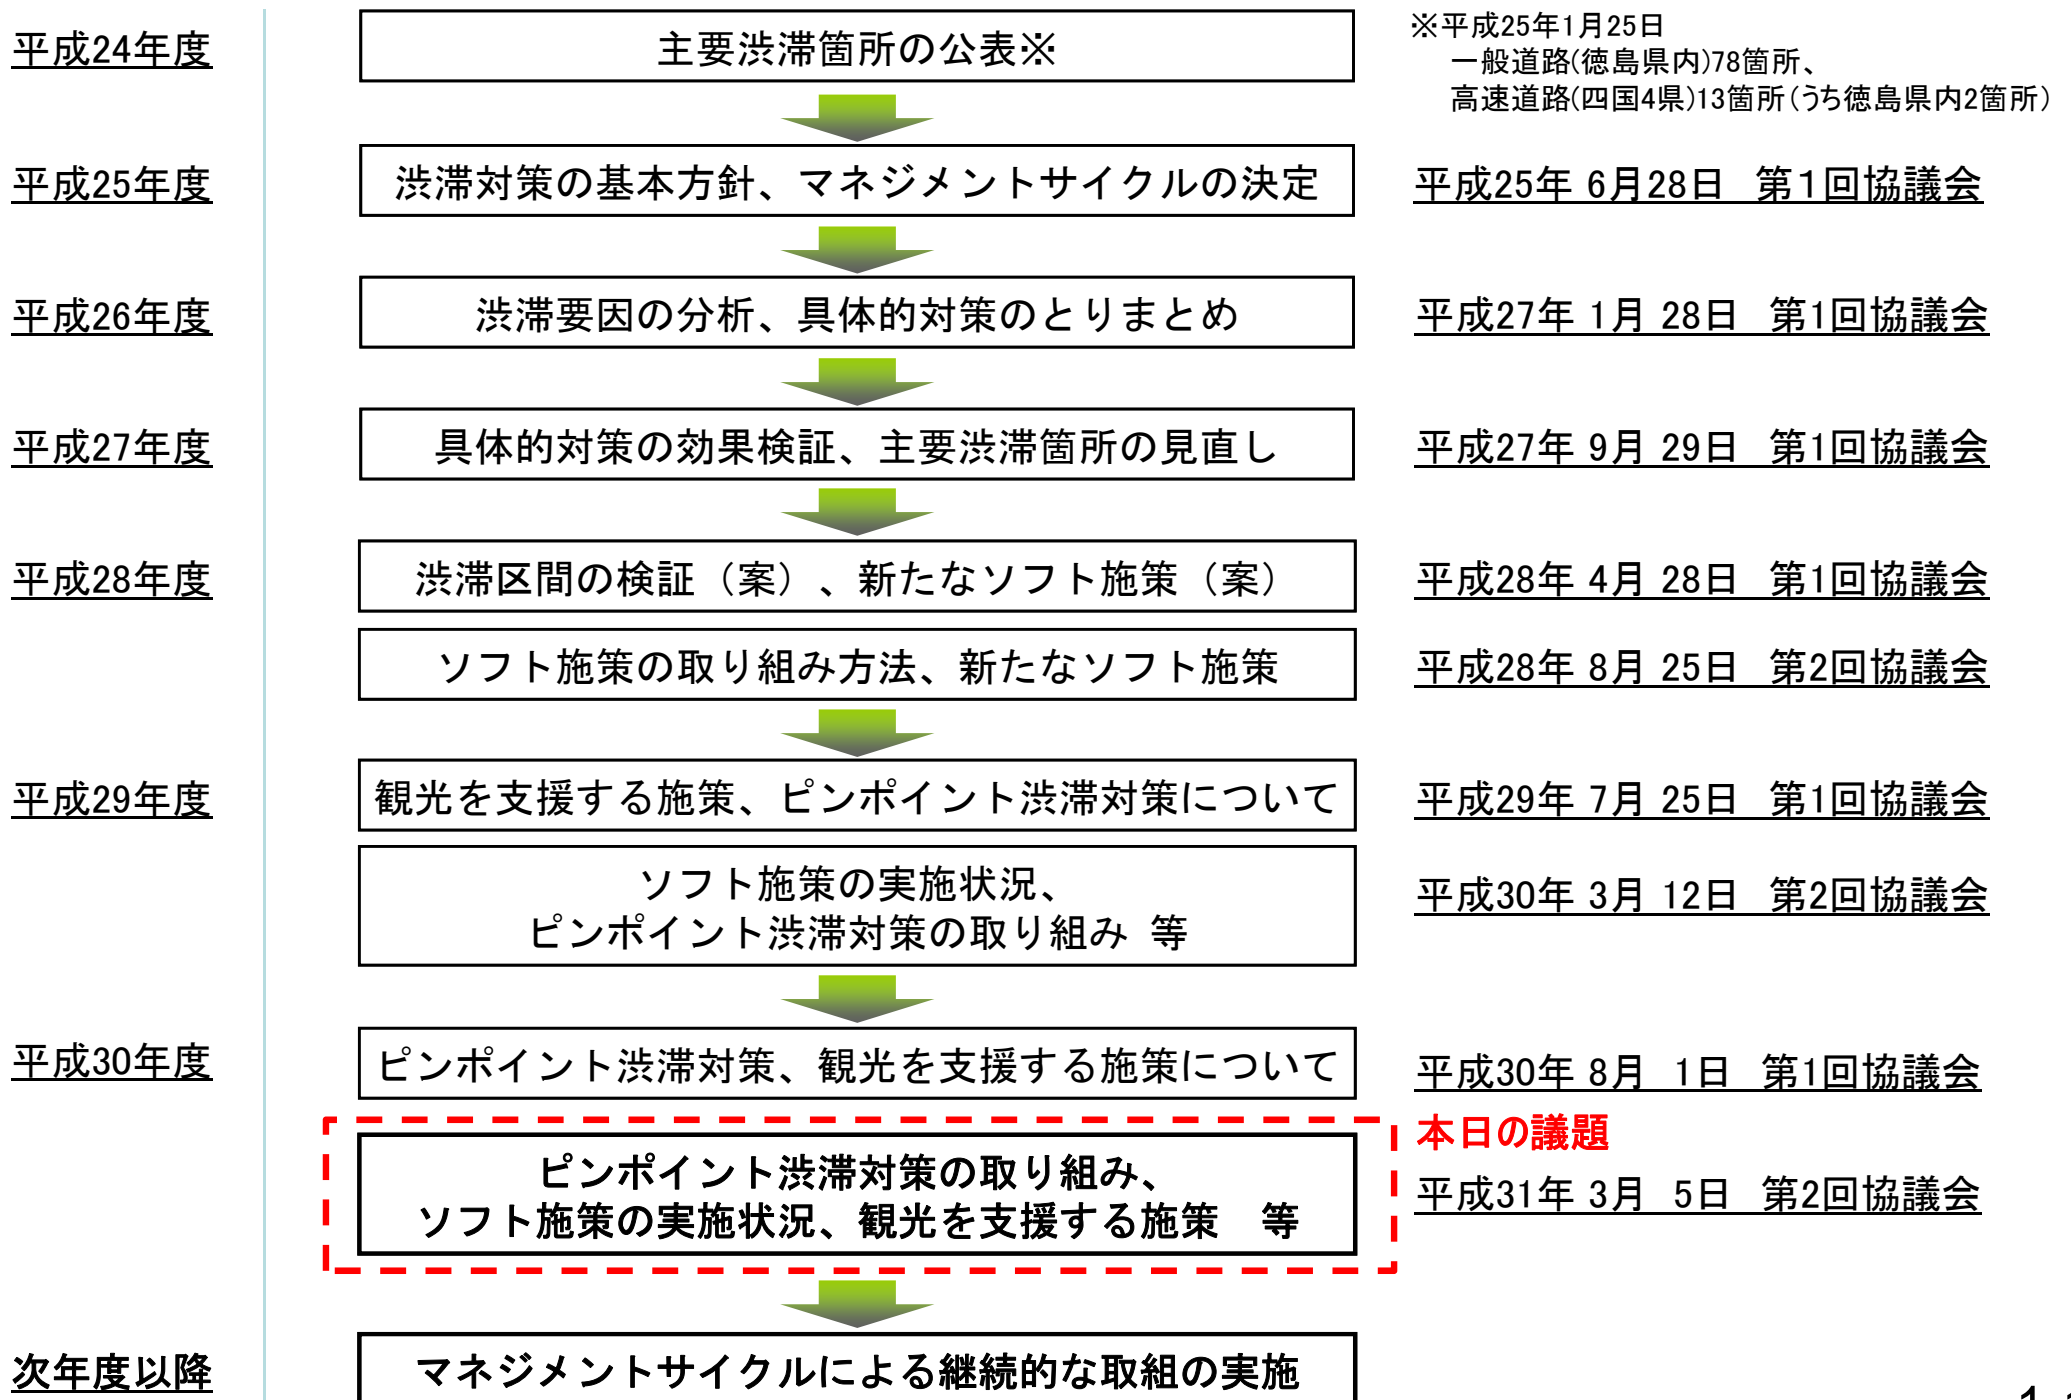 平成24年度
主要渋滞箇所の公表※
※平成25年1月25日
一般道路(徳島県内)78箇所、
高速道路(四国4県)13箇所(うち徳島県内2箇所)
平成25年度
渋滞対策の基本方針、マネジメントサイクルの決定
平成25年 6月28日 第1回協議会
平成26年度
渋滞要因の分析、具体的対策のとりまとめ
平成27年 1月 28日 第1回協議会
平成27年度
具体的対策の効果検証、主要渋滞箇所の見直し
平成27年 9月 29日 第1回協議会
平成28年度
渋滞区間の検証（案）、新たなソフト施策（案）
平成28年 4月 28日 第1回協議会
ソフト施策の取り組み方法、新たなソフト施策
平成28年 8月 25日 第2回協議会
平成29年度
観光を支援する施策、ピンポイント渋滞対策について
平成29年 7月 25日 第1回協議会
ソフト施策の実施状況、
ピンポイント渋滞対策の取り組み 等
平成30年 3月 12日 第2回協議会
平成30年度
ピンポイント渋滞対策、観光を支援する施策について
平成30年 8月 1日 第1回協議会
本日の議題
ピンポイント渋滞対策の取り組み、
ソフト施策の実施状況、観光を支援する施策 等
平成31年 3月 5日 第2回協議会
次年度以降
マネジメントサイクルによる継続的な取組の実施
1